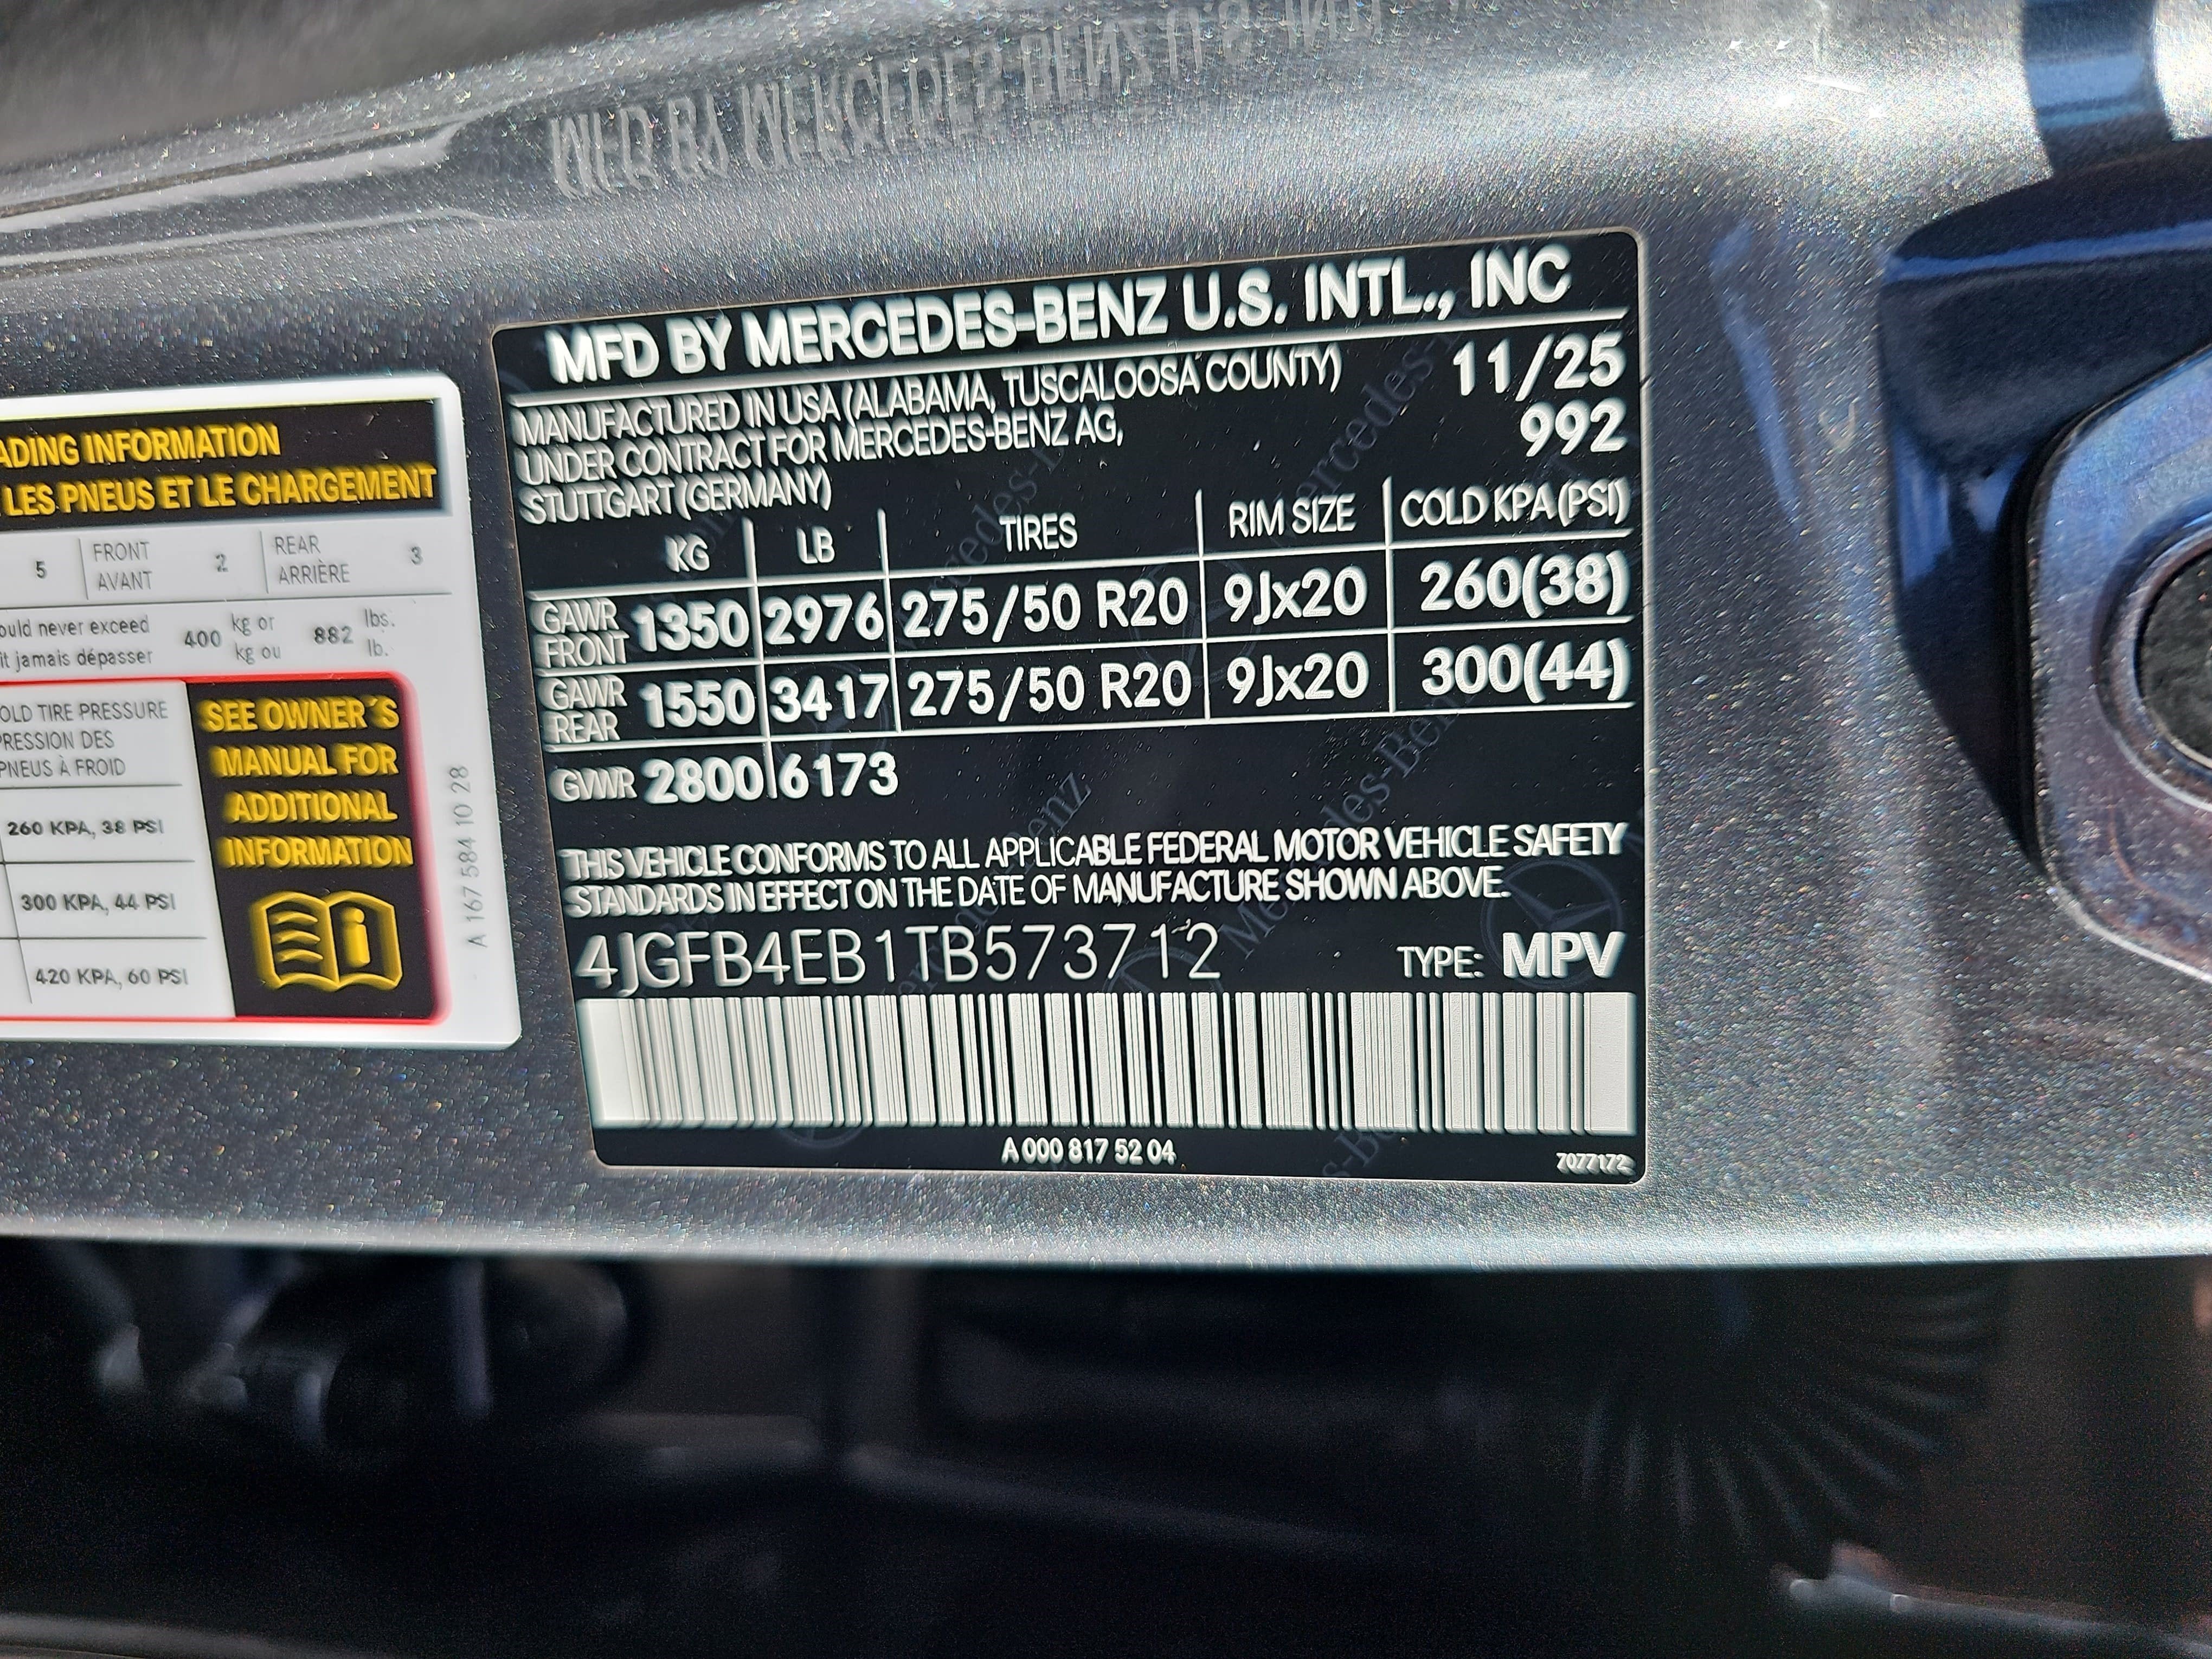 MFD BY MERCEDES-BENZ U.S. INTL., INC
MANUFACTURED IN USA (ALABAMA, TUSCALOOSA COUNTY) 11/25
UNDER CONTRACT FOR MERCEDES-BENZ AG, 992
STUTTGART (GERMANY)
KG LB TIRES RIM SIZE COLD KPA (PSI)
GAWR FRONT 1350 2976 275/50 R20 9Jx20 260(38)
GAWR REAR 1550 3417 275/50 R20 9Jx20 300(44)
GVWR 2800 6173
THIS VEHICLE CONFORMS TO ALL APPLICABLE FEDERAL MOTOR VEHICLE SAFETY
STANDARDS IN EFFECT ON THE DATE OF MANUFACTURE SHOWN ABOVE.
4JGFB4EB1TB573712 TYPE: MPV
A 000 817 52 04 7077172
ADING INFORMATION
LES PNEUS ET LE CHARGEMENT
5 FRONT AVANT 2 REAR ARRIÈRE 3
ould never exceed 400 kg or 882 lbs.
it jamais dépasser kg ou lb.
OLD TIRE PRESSURE
PRESSION DES
PNEUS À FROID
260 KPA, 38 PSI
300 KPA, 44 PSI
420 KPA, 60 PSI
SEE OWNER´S
MANUAL FOR
ADDITIONAL
INFORMATION
A 167 584 10 28